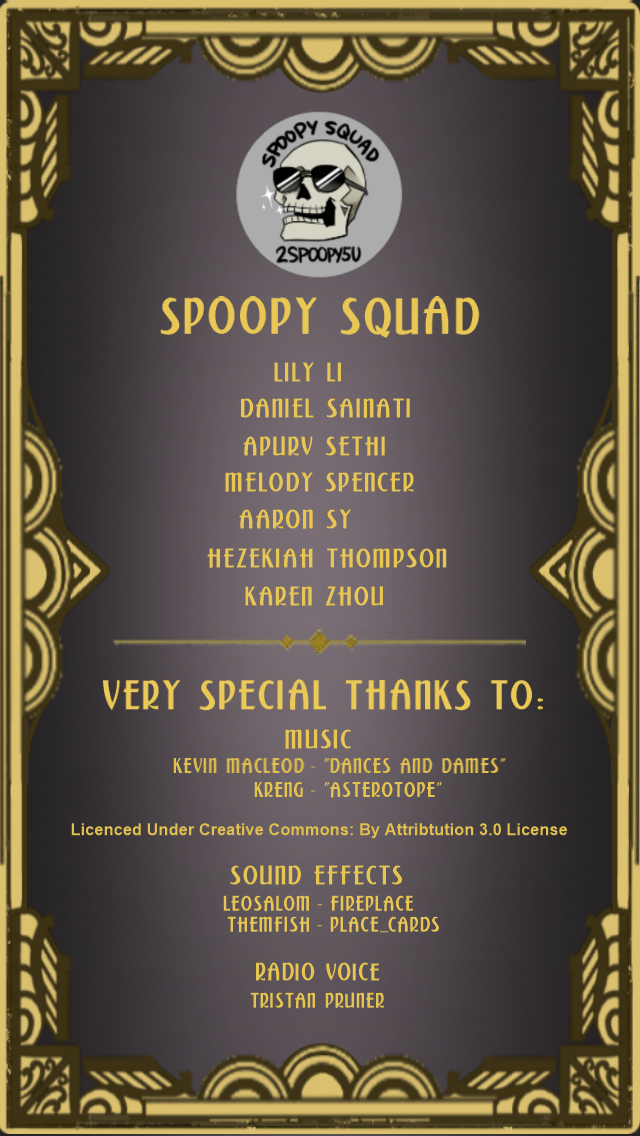 SPOOPY SQUAD
2SPOOPY5U
SPOOPY SQUAD
LILY LI
DANIEL SAINATI
APURV SETHI
MELODY SPENCER
AARON SY
HEZEKIAH THOMPSON
KAREN ZHOU
VERY SPECIAL THANKS TO:
MUSIC
KEVIN MACLEOD - "DANCES AND DAMES"
KRENG - "ASTEROTOPE"
Licenced Under Creative Commons: By Attribtution 3.0 License
SOUND EFFECTS
LEOSALOM - FIREPLACE
THEMFISH - PLACE_CARDS
RADIO VOICE
TRISTAN PRUNER